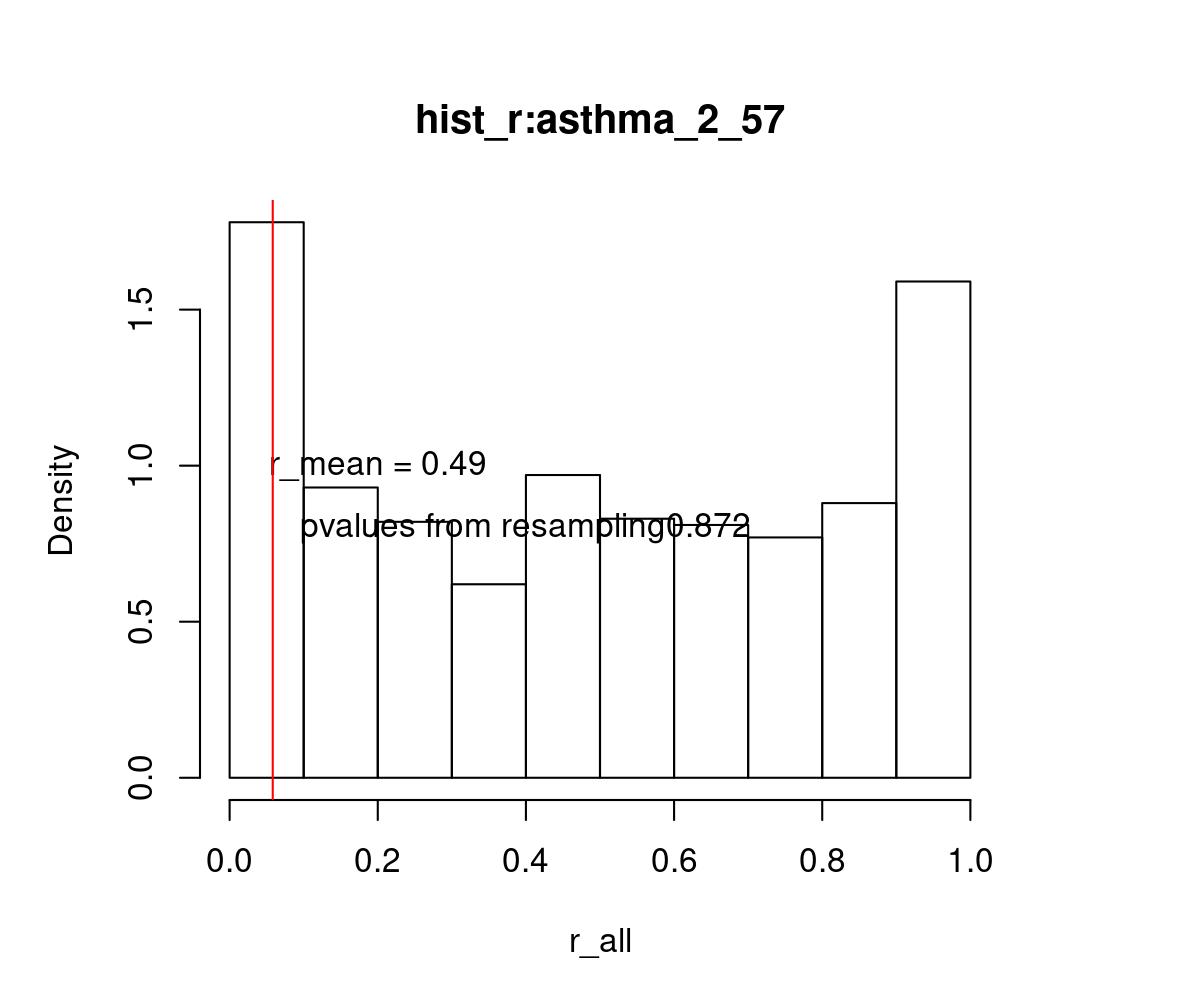 hist_r:asthma_2_57
Density
0.0
0.5
1.0
1.5
r_mean = 0.49
pvalues from resampling0.872
0.0 0.2 0.4 0.6 0.8 1.0
r_all